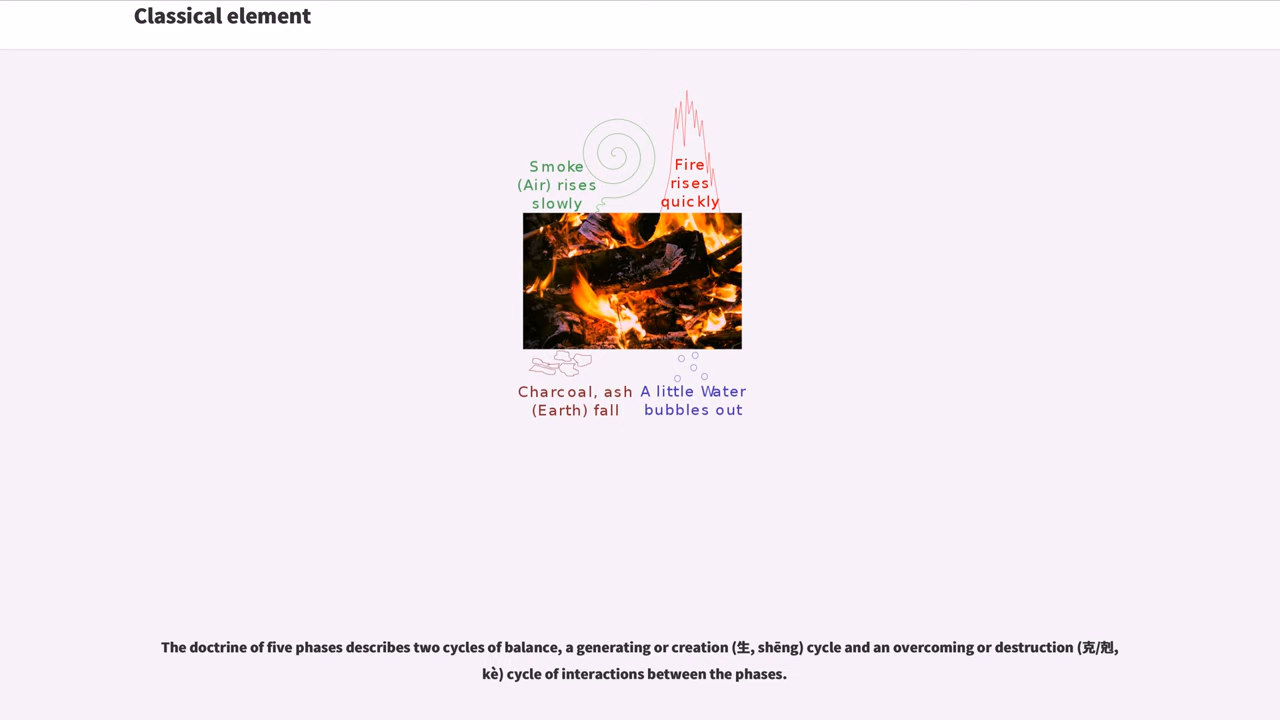 Classical element
Smoke
(Air) rises
slowly
Fire
rises
quickly
Charcoal, ash
(Earth) fall
A little Water
bubbles out
The doctrine of five phases describes two cycles of balance, a generating or creation (生, shēng) cycle and an overcoming or destruction (克/剋,
kè) cycle of interactions between the phases.